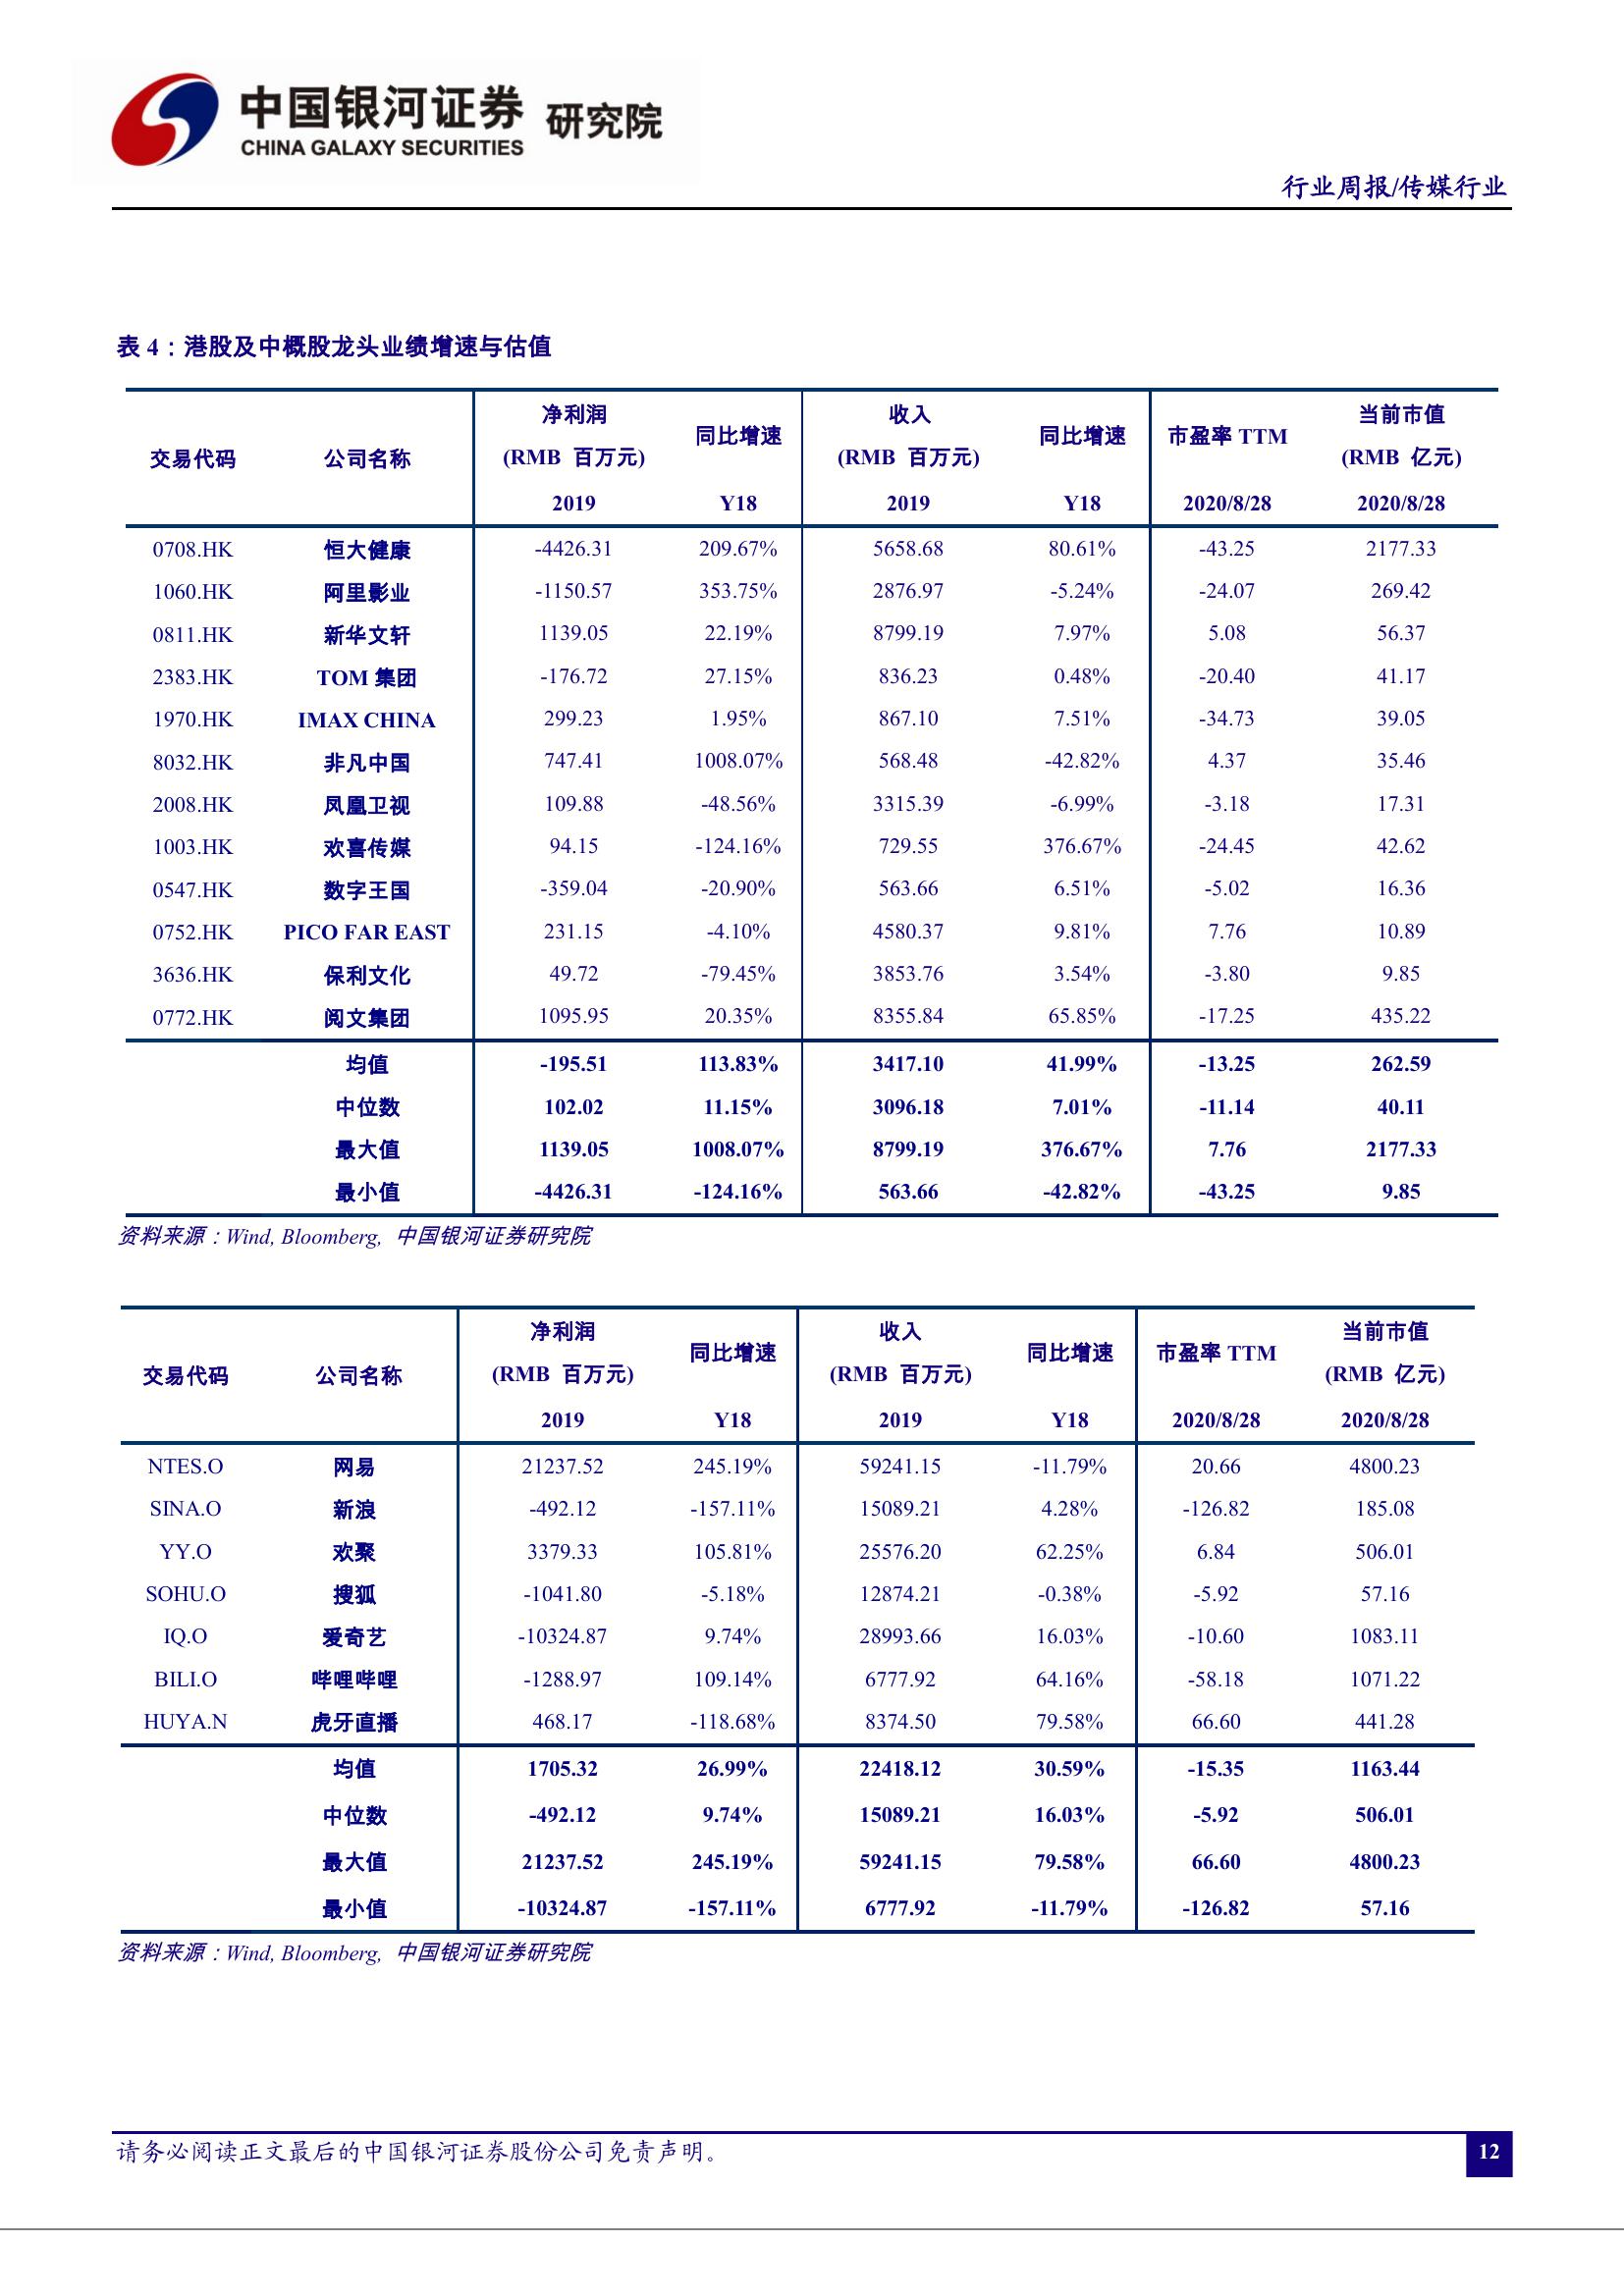 中国银河证券 研究院
CHINA GALAXY SECURITIES
行业周报/传媒行业
表 4：港股及中概股龙头业绩增速与估值
交易代码 公司名称 净利润 (RMB 百万元) 同比增速 收入 (RMB 百万元) 同比增速 市盈率 TTM 当前市值 (RMB 亿元)
2019 Y18 2019 Y18 2020/8/28 2020/8/28
0708.HK 恒大健康 -4426.31 209.67% 5658.68 80.61% -43.25 2177.33
1060.HK 阿里影业 -1150.57 353.75% 2876.97 -5.24% -24.07 269.42
0811.HK 新华文轩 1139.05 22.19% 8799.19 7.97% 5.08 56.37
2383.HK TOM 集团 -176.72 27.15% 836.23 0.48% -20.40 41.17
1970.HK IMAX CHINA 299.23 1.95% 867.10 7.51% -34.73 39.05
8032.HK 非凡中国 747.41 1008.07% 568.48 -42.82% 4.37 35.46
2008.HK 凤凰卫视 109.88 -48.56% 3315.39 -6.99% -3.18 17.31
1003.HK 欢喜传媒 94.15 -124.16% 729.55 376.67% -24.45 42.62
0547.HK 数字王国 -359.04 -20.90% 563.66 6.51% -5.02 16.36
0752.HK PICO FAR EAST 231.15 -4.10% 4580.37 9.81% 7.76 10.89
3636.HK 保利文化 49.72 -79.45% 3853.76 3.54% -3.80 9.85
0772.HK 阅文集团 1095.95 20.35% 8355.84 65.85% -17.25 435.22
均值 -195.51 113.83% 3417.10 41.99% -13.25 262.59
中位数 102.02 11.15% 3096.18 7.01% -11.14 40.11
最大值 1139.05 1008.07% 8799.19 376.67% 7.76 2177.33
最小值 -4426.31 -124.16% 563.66 -42.82% -43.25 9.85
资料来源：Wind, Bloomberg, 中国银河证券研究院
交易代码 公司名称 净利润 (RMB 百万元) 同比增速 收入 (RMB 百万元) 同比增速 市盈率 TTM 当前市值 (RMB 亿元)
2019 Y18 2019 Y18 2020/8/28 2020/8/28
NTES.O 网易 21237.52 245.19% 59241.15 -11.79% 20.66 4800.23
SINA.O 新浪 -492.12 -157.11% 15089.21 4.28% -126.82 185.08
YY.O 欢聚 3379.33 105.81% 25576.20 62.25% 6.84 506.01
SOHU.O 搜狐 -1041.80 -5.18% 12874.21 -0.38% -5.92 57.16
IQ.O 爱奇艺 -10324.87 9.74% 28993.66 16.03% -10.60 1083.11
BILI.O 哔哩哔哩 -1288.97 109.14% 6777.92 64.16% -58.18 1071.22
HUYA.N 虎牙直播 468.17 -118.68% 8374.50 79.58% 66.60 441.28
均值 1705.32 26.99% 22418.12 30.59% -15.35 1163.44
中位数 -492.12 9.74% 15089.21 16.03% -5.92 506.01
最大值 21237.52 245.19% 59241.15 79.58% 66.60 4800.23
最小值 -10324.87 -157.11% 6777.92 -11.79% -126.82 57.16
资料来源：Wind, Bloomberg, 中国银河证券研究院
请务必阅读正文最后的中国银河证券股份公司免责声明。
12